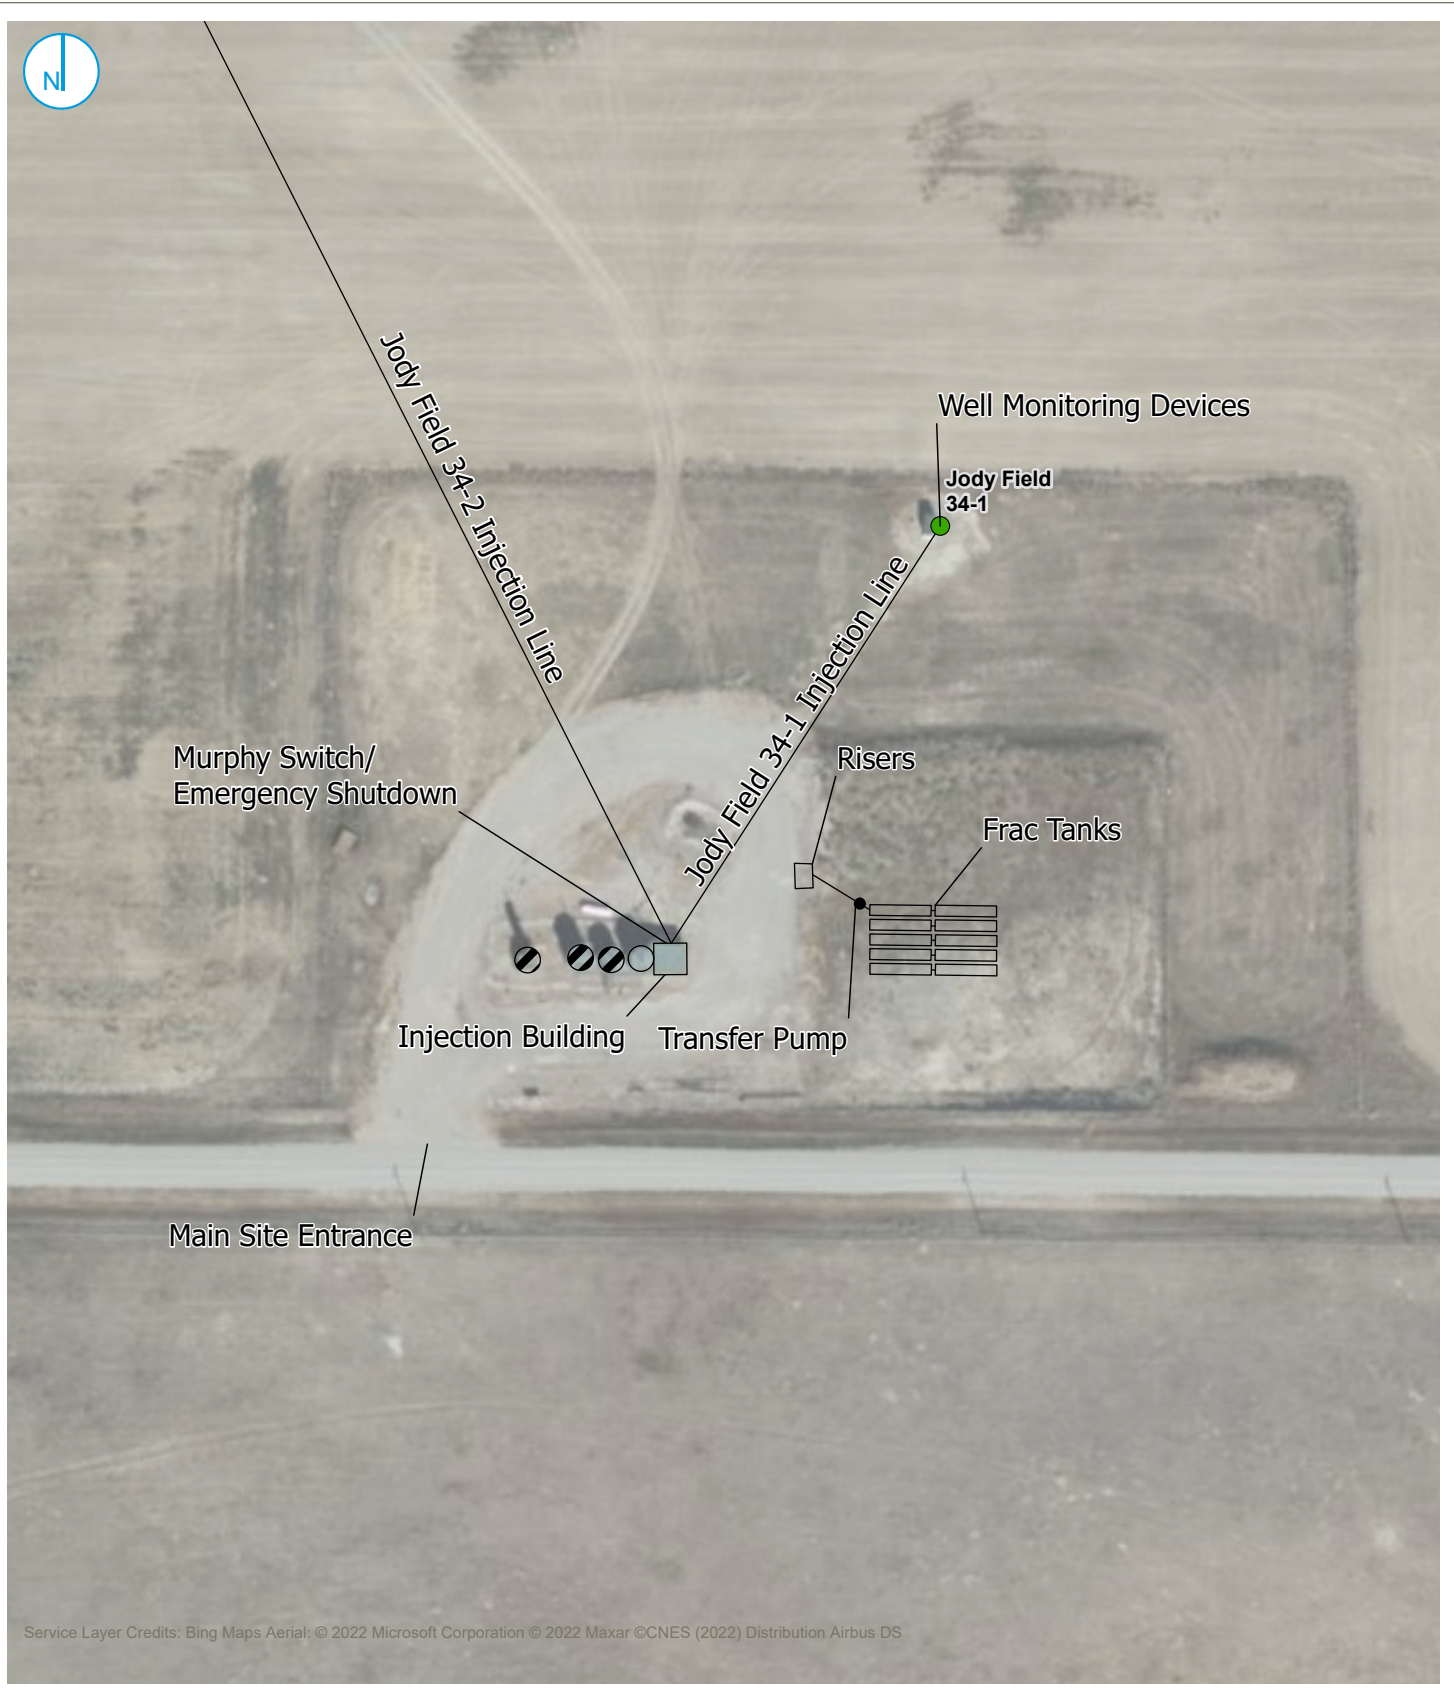 N
Jody Field 34-2 Injection Line
Well Monitoring Devices
Jody Field
34-1
Jody Field 34-1 Injection Line
Murphy Switch/
Emergency Shutdown
Risers
Frac Tanks
Injection Building
Transfer Pump
Main Site Entrance
Service Layer Credits: Bing Maps Aerial: © 2022 Microsoft Corporation © 2022 Maxar ©CNES (2022) Distribution Airbus DS